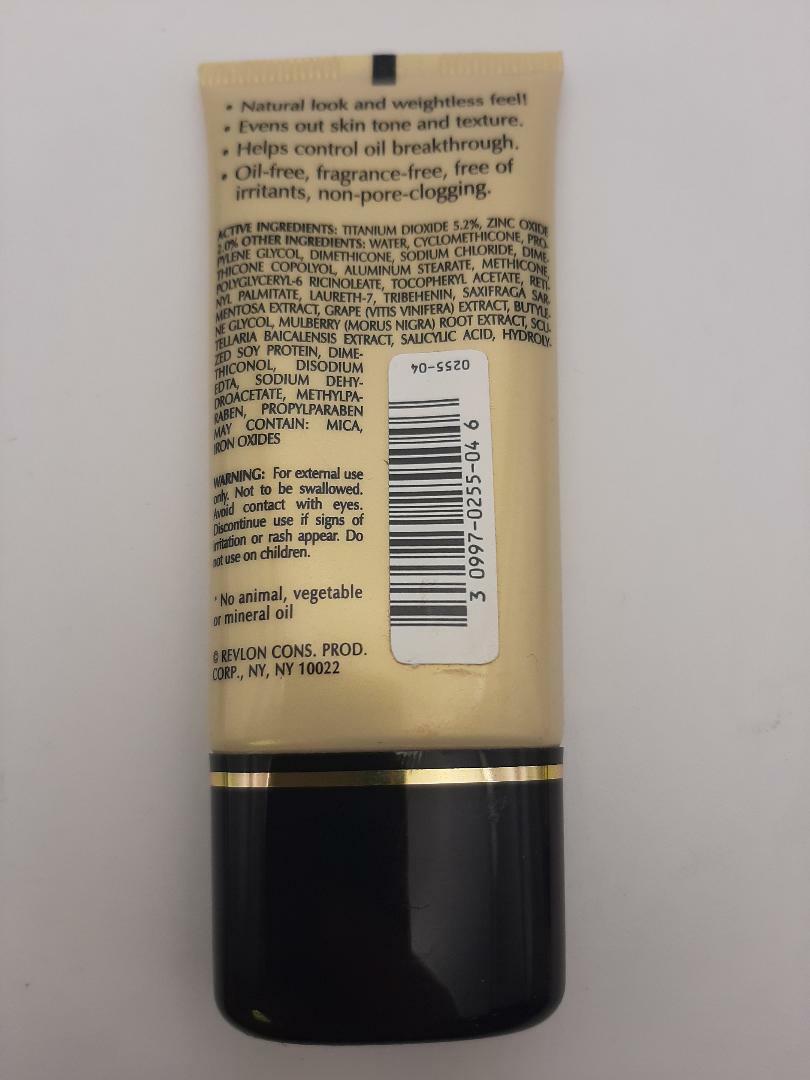 • Natural look and weightless feel!
• Evens out skin tone and texture.
• Helps control oil breakthrough.
• Oil-free, fragrance-free, free of
irritants, non-pore-clogging.
ACTIVE INGREDIENTS: TITANIUM DIOXIDE 5.2%, ZINC OXIDE
2.0% OTHER INGREDIENTS: WATER, CYCLOMETHICONE, PRO-
PYLENE GLYCOL, DIMETHICONE, SODIUM CHLORIDE, DIME-
THICONE COPOLYOL, ALUMINUM STEARATE, METHICONE,
POLYGLYCERYL-6 RICINOLEATE, TOCOPHERYL ACETATE, RETI-
NYL PALMITATE, LAURETH-7, TRIBEHENIN, SAXIFRAGA SAR-
MENTOSA EXTRACT, GRAPE (VITIS VINIFERA) EXTRACT, BUTYLE-
NE GLYCOL, MULBERRY (MORUS NIGRA) ROOT EXTRACT, SCU-
TELLARIA BAICALENSIS EXTRACT, SALICYLIC ACID, HYDROLY-
ZED SOY PROTEIN, DIME-
THICONOL, DISODIUM
EDTA, SODIUM DEHY-
DROACETATE, METHYLPA-
RABEN, PROPYLPARABEN
MAY CONTAIN: MICA,
IRON OXIDES
WARNING: For external use
only. Not to be swallowed.
Avoid contact with eyes.
Discontinue use if signs of
irritation or rash appear. Do
not use on children.
* No animal, vegetable
or mineral oil
© REVLON CONS. PROD.
CORP., NY, NY 10022
0255-04
3 0997-0255-04 6